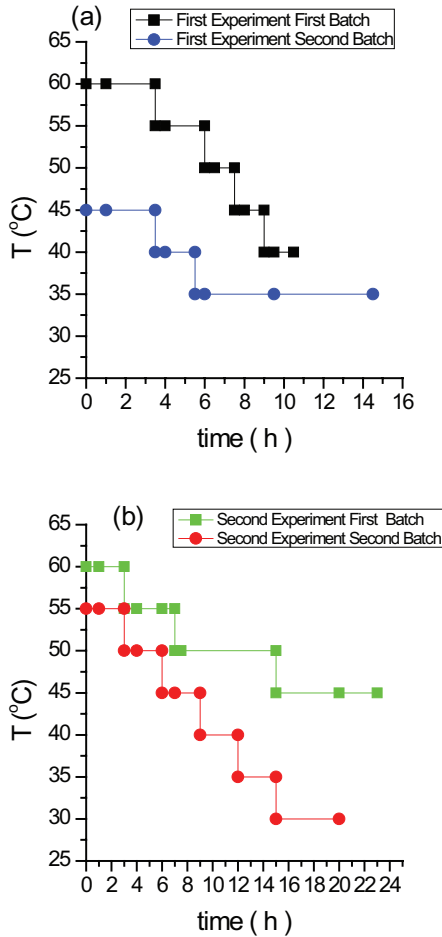 (a)
First Experiment First Batch
First Experiment Second Batch
65
60
55
50
45
40
35
30
25
T (°C)
0 2 4 6 8 10 12 14 16
time ( h )
(b)
Second Experiment First Batch
Second Experiment Second Batch
65
60
55
50
45
40
35
30
25
T (°C)
0 2 4 6 8 10 12 14 16 18 20 22 24
time ( h )